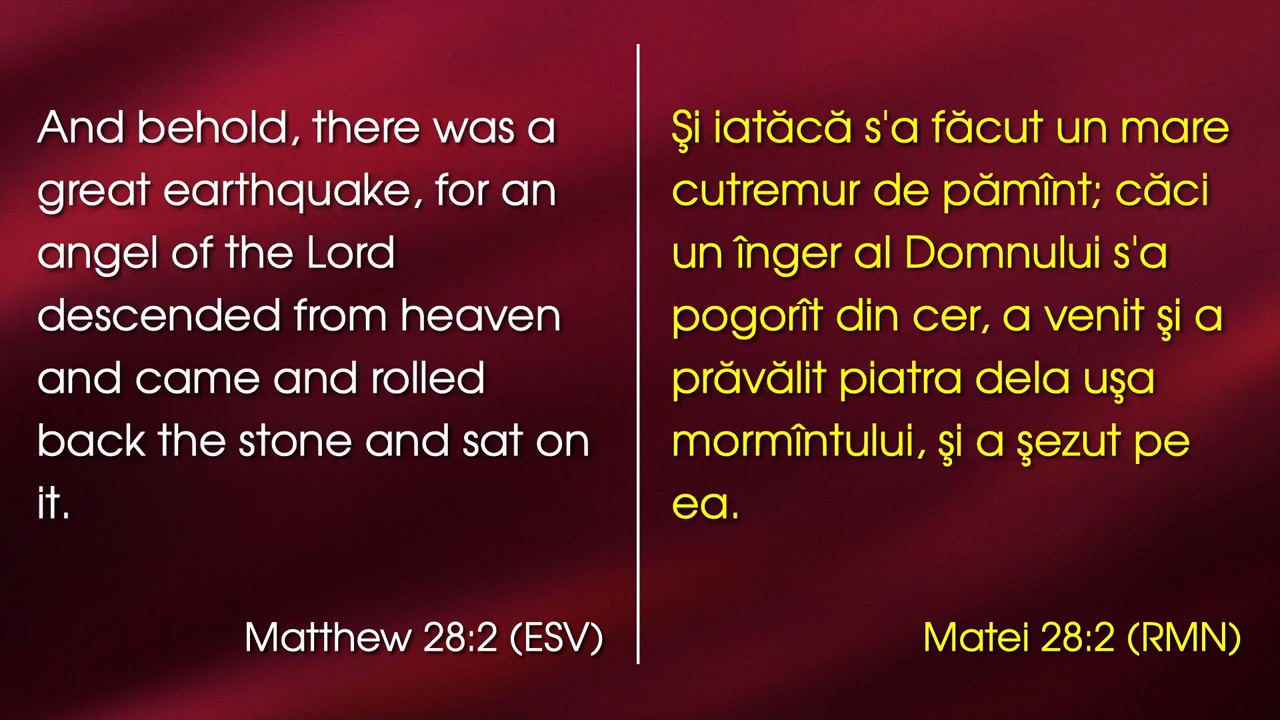 And behold, there was a
great earthquake, for an
angel of the Lord
descended from heaven
and came and rolled
back the stone and sat on
it.
Matthew 28:2 (ESV)
Şi iatăcă s'a făcut un mare
cutremur de pămînt; căci
un înger al Domnului s'a
pogorît din cer, a venit şi a
prăvălit piatra dela uşa
mormîntului, şi a şezut pe
ea.
Matei 28:2 (RMN)